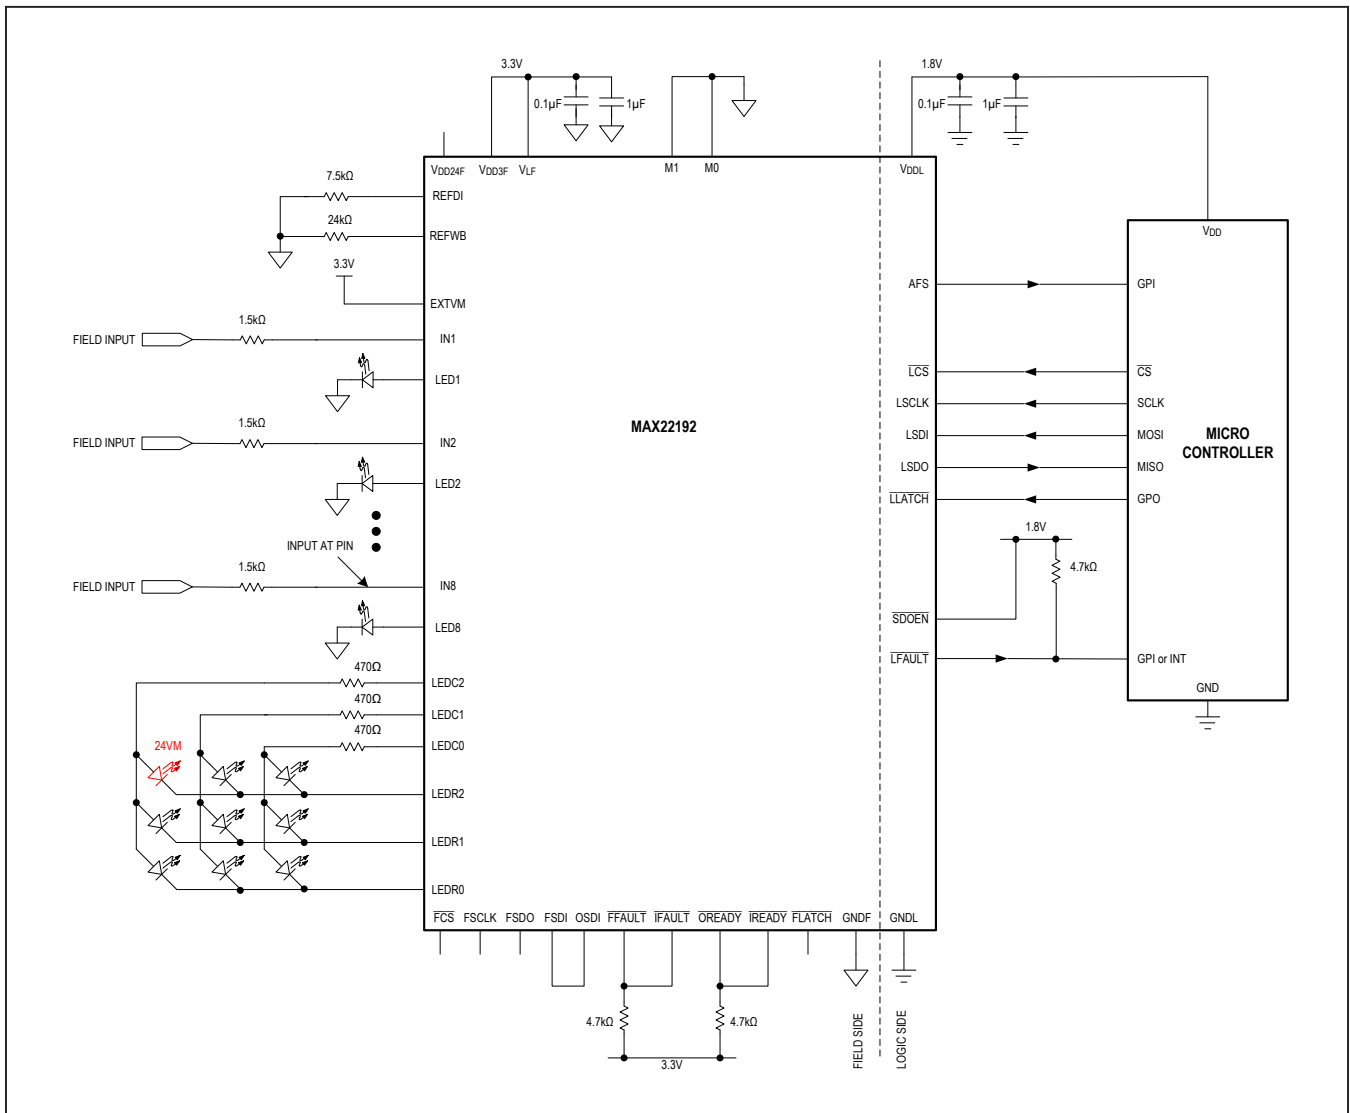 3.3V
1.8V
0.1µF
1µF
0.1µF
1µF
VDD24F
VDD3F
VLF
M1
M0
VDDL
7.5kΩ
REFDI
24kΩ
REFWB
VDD
3.3V
EXTVM
AFS
GPI
1.5kΩ
FIELD INPUT
IN1
LED1
LCS
CS
LSCLK
SCLK
1.5kΩ
FIELD INPUT
IN2
MAX22192
LSDI
MOSI
MICRO
CONTROLLER
LSDO
MISO
LED2
LLATCH
GPO
1.8V
INPUT AT PIN
4.7kΩ
1.5kΩ
FIELD INPUT
IN8
SDOEN
LED8
LFAULT
GPI or INT
470Ω
LEDC2
GND
470Ω
LEDC1
470Ω
LEDC0
24VM
LEDR2
LEDR1
LEDR0
FCS
FSCLK
FSDO
FSDI
OSDI
FFAULT
IFAULT
OREADY
IREADY
FLATCH
GNDF
GNDL
4.7kΩ
4.7kΩ
3.3V
FIELD SIDE
LOGIC SIDE